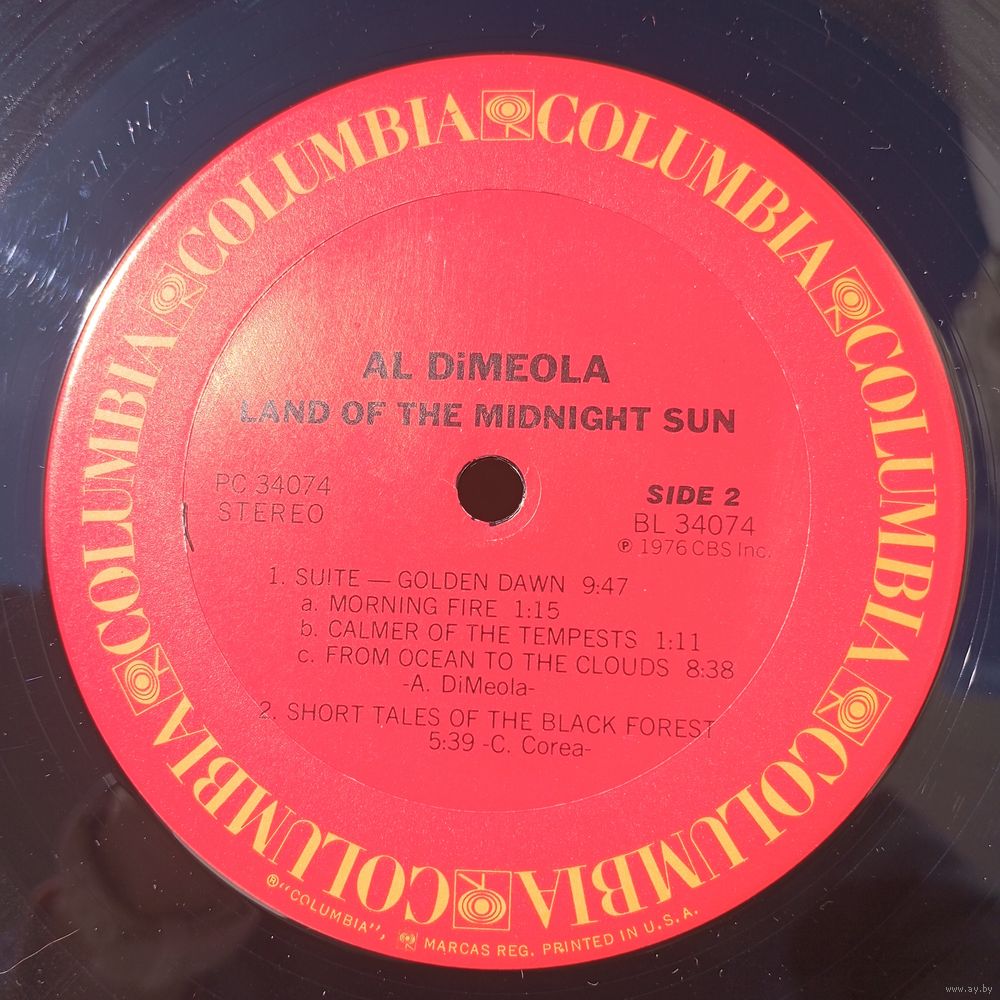 COLUMBIA COLUMBIA COLUMBIA COLUMBIA COLUMBIA COLUMBIA
AL DiMEOLA
LAND OF THE MIDNIGHT SUN
PC 34074
STEREO
SIDE 2
BL 34074
℗ 1976 CBS Inc.
1. SUITE — GOLDEN DAWN 9:47
a. MORNING FIRE 1:15
b. CALMER OF THE TEMPESTS 1:11
c. FROM OCEAN TO THE CLOUDS 8:38
-A. DiMeola-
2. SHORT TALES OF THE BLACK FOREST
5:39 -C. Corea-
®"COLUMBIA", MARCAS REG. PRINTED IN U.S.A.
www.ay.by